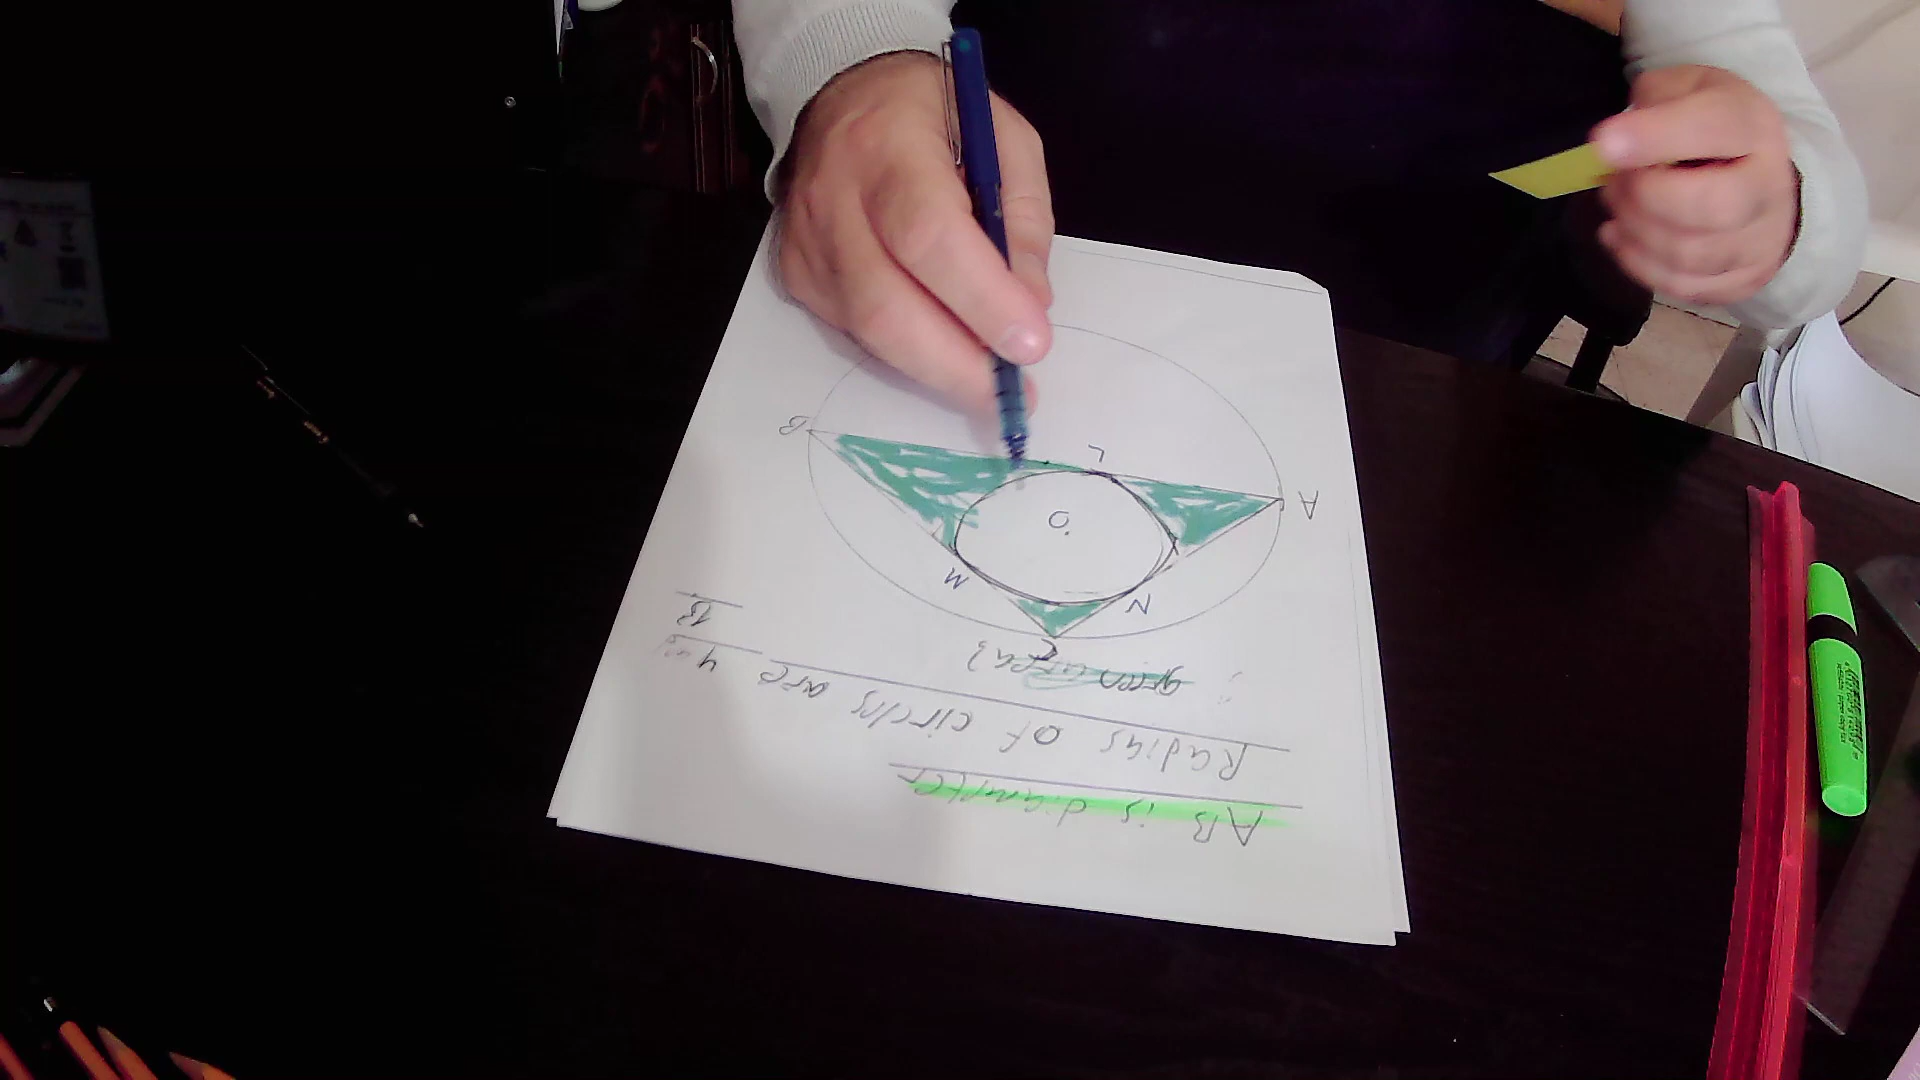 AB is diameter
Radius of circles are 4 and
13
green area?
C
N
M
O
A
L
B